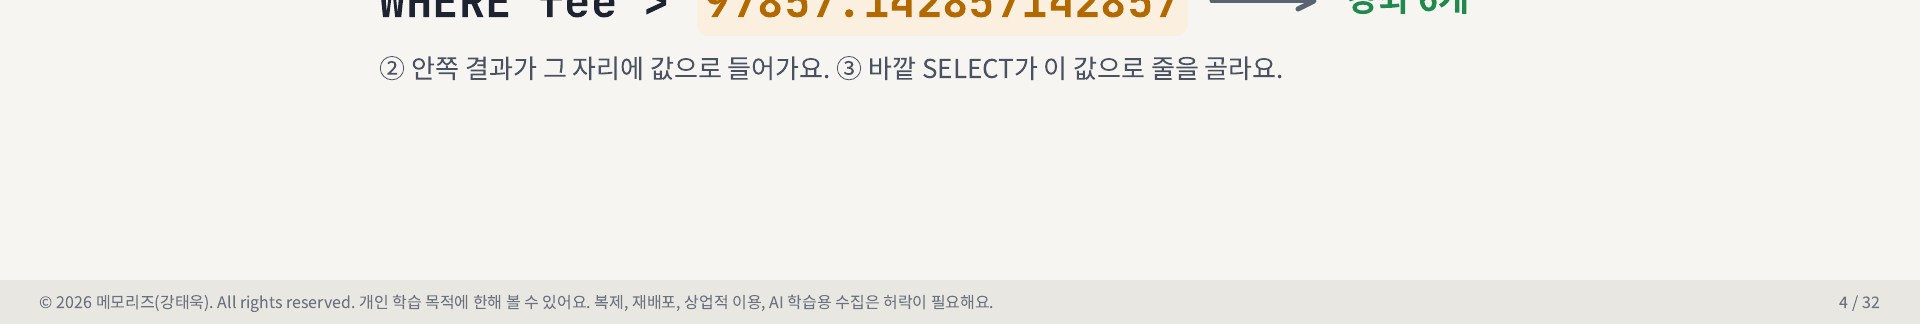 WHERE fee > 97857.142857142857 → 강좌 6개
② 안쪽 결과가 그 자리에 값으로 들어가요. ③ 바깥 SELECT가 이 값으로 줄을 골라요.
© 2026 메모리즈(강태욱). All rights reserved. 개인 학습 목적에 한해 볼 수 있어요. 복제, 재배포, 상업적 이용, AI 학습용 수집은 허락이 필요해요.
4 / 32